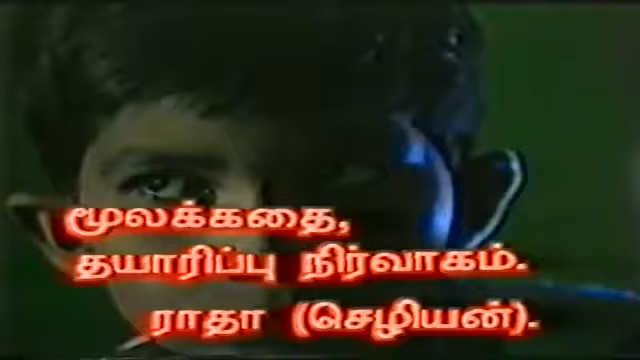 மூலக்கதை,
தயாரிப்பு நிர்வாகம்.
ராதா (செழியன்).